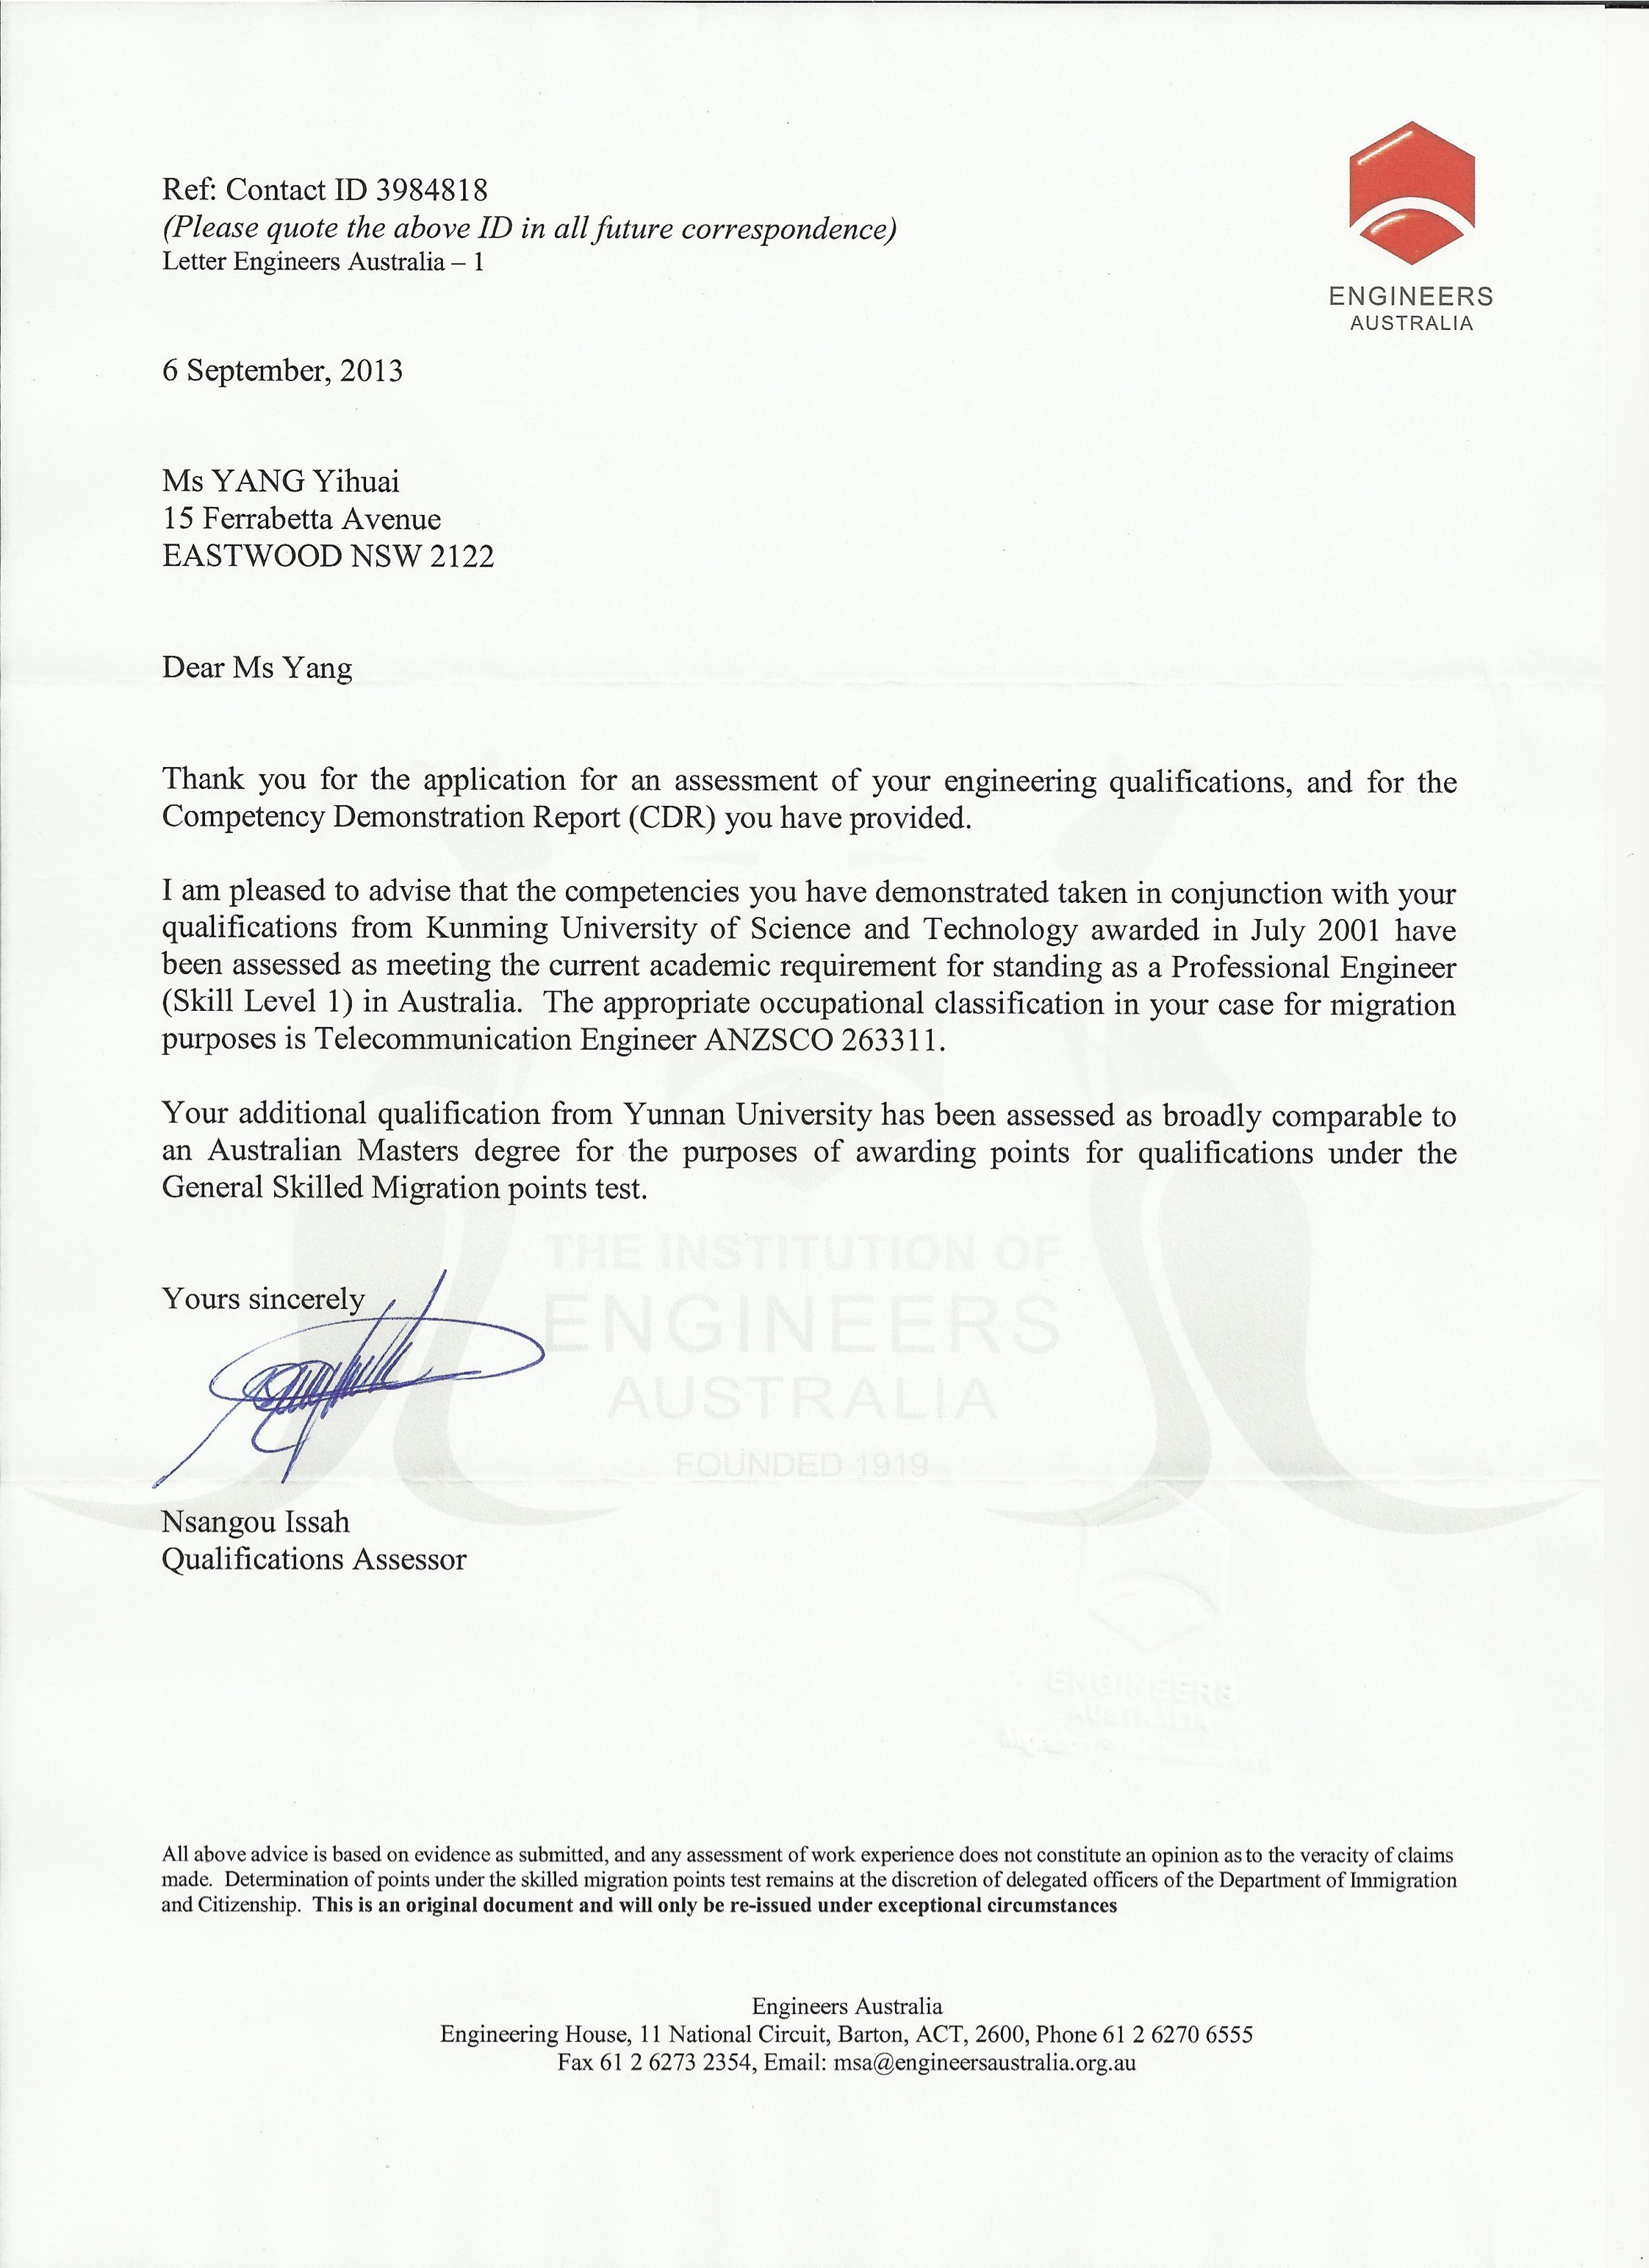 Ref: Contact ID 3984818
(Please quote the above ID in all future correspondence)
Letter Engineers Australia – 1
ENGINEERS
AUSTRALIA
6 September, 2013
Ms YANG Yihuai
15 Ferrabetta Avenue
EASTWOOD NSW 2122
Dear Ms Yang
Thank you for the application for an assessment of your engineering qualifications, and for the
Competency Demonstration Report (CDR) you have provided.
I am pleased to advise that the competencies you have demonstrated taken in conjunction with your
qualifications from Kunming University of Science and Technology awarded in July 2001 have
been assessed as meeting the current academic requirement for standing as a Professional Engineer
(Skill Level 1) in Australia.  The appropriate occupational classification in your case for migration
purposes is Telecommunication Engineer ANZSCO 263311.
Your additional qualification from Yunnan University has been assessed as broadly comparable to
an Australian Masters degree for the purposes of awarding points for qualifications under the
General Skilled Migration points test.
THE INSTITUTION OF
ENGINEERS
AUSTRALIA
FOUNDED 1919
Yours sincerely
Nsangou Issah
Qualifications Assessor
ENGINEERS
AUSTRALIA
All above advice is based on evidence as submitted, and any assessment of work experience does not constitute an opinion as to the veracity of claims
made.  Determination of points under the skilled migration points test remains at the discretion of delegated officers of the Department of Immigration
and Citizenship.  This is an original document and will only be re-issued under exceptional circumstances
Engineers Australia
Engineering House, 11 National Circuit, Barton, ACT, 2600, Phone 61 2 6270 6555
Fax 61 2 6273 2354, Email: msa@engineersaustralia.org.au